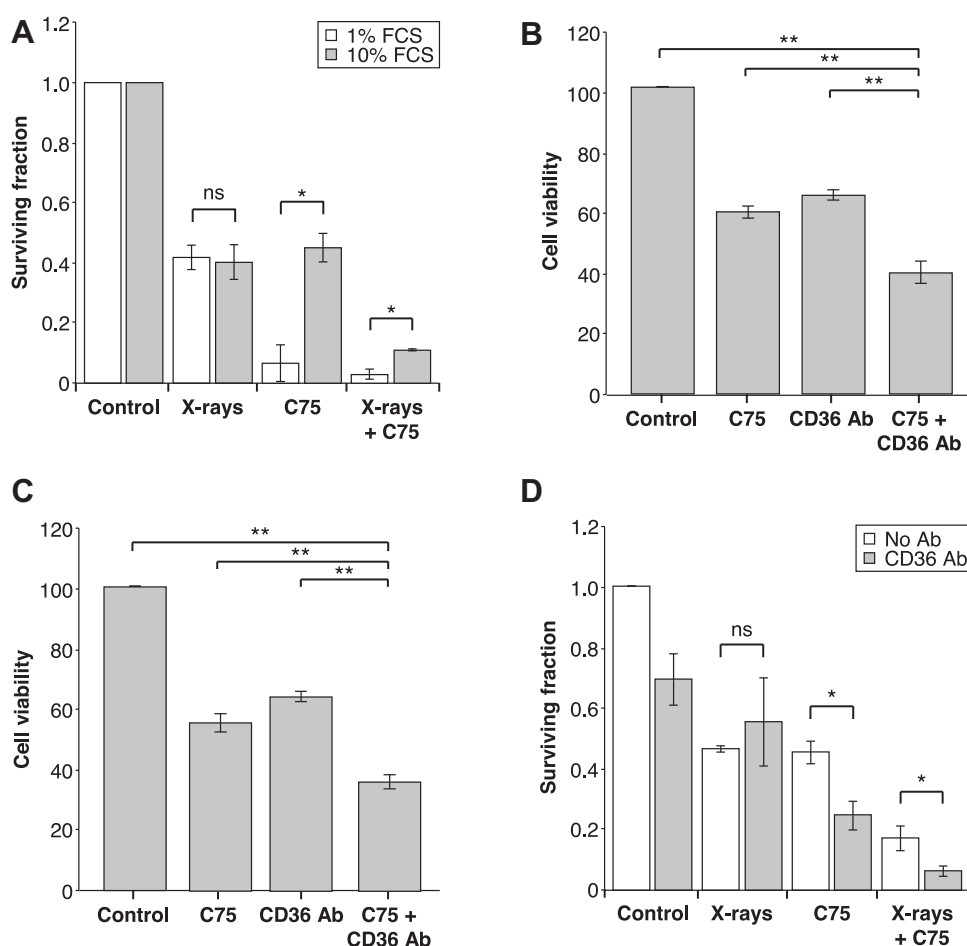 A
1% FCS
10% FCS
Surviving fraction
1.2
1.0
0.8
0.6
0.4
0.2
0
ns
*
*
Control
X-rays
C75
X-rays
+ C75
B
Cell viability
120
100
80
60
40
20
0
**
**
**
Control
C75
CD36 Ab
C75 +
CD36 Ab
C
Cell viability
120
100
80
60
40
20
0
**
**
**
Control
C75
CD36 Ab
C75 +
CD36 Ab
D
No Ab
CD36 Ab
Surviving fraction
1.2
1.0
0.8
0.6
0.4
0.2
0
ns
*
*
Control
X-rays
C75
X-rays
+ C75